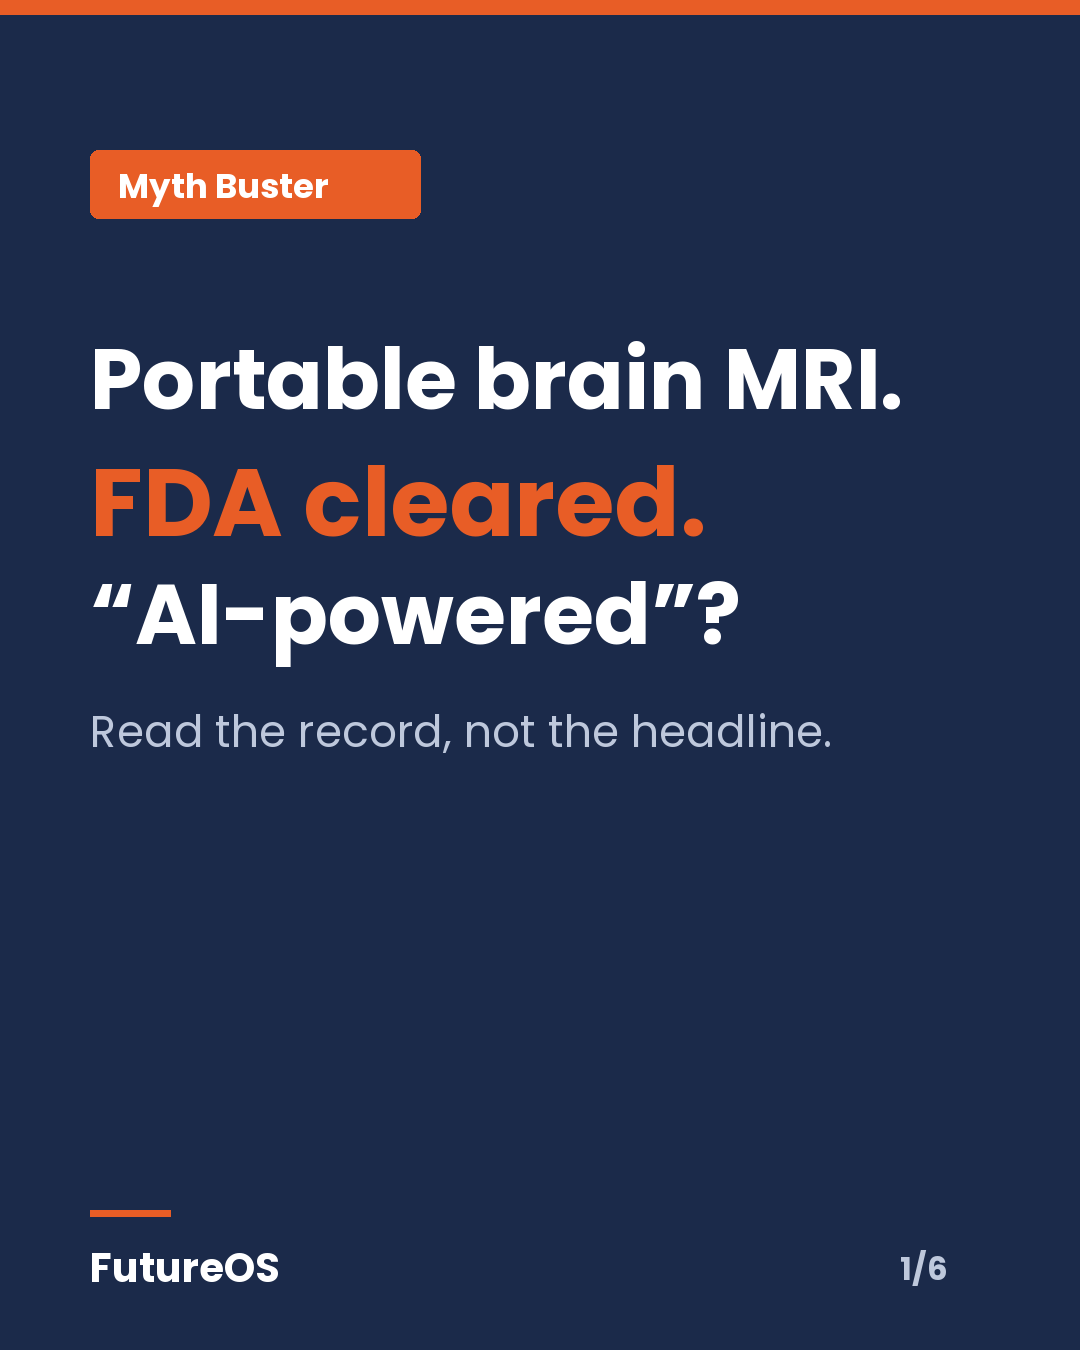 Myth Buster
Portable brain MRI.
FDA cleared.
“AI-powered”?
Read the record, not the headline.
FutureOS
1/6